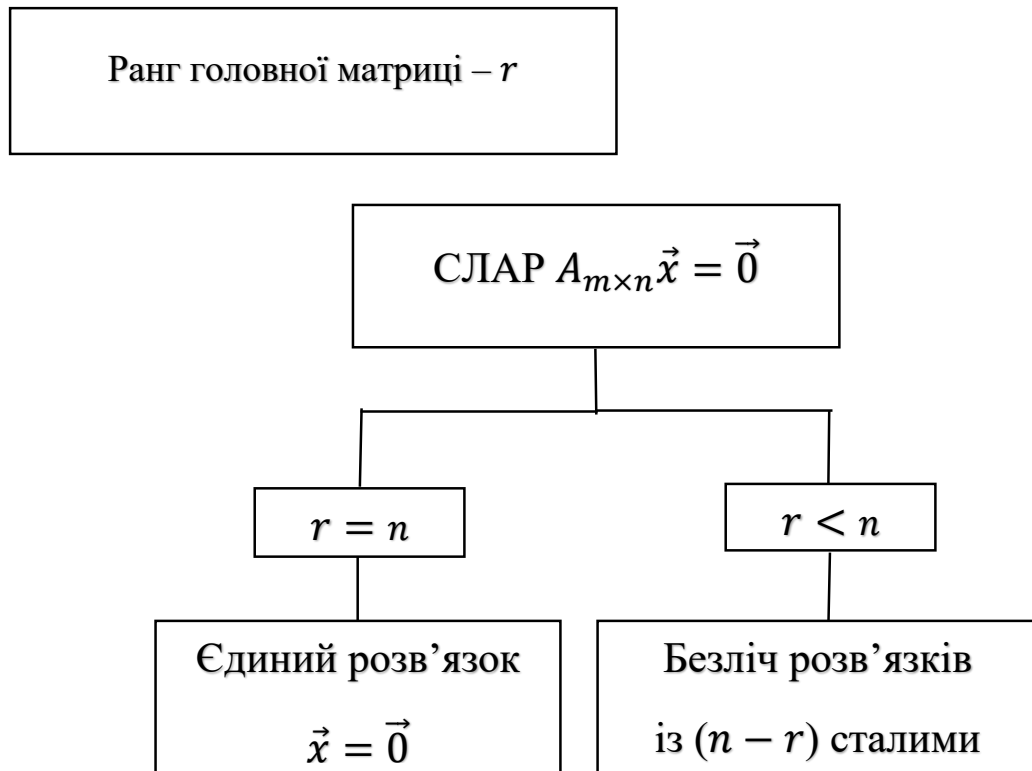 Ранг головної матриці – r
СЛАР A_{m×n}x⃗ = 0⃗
r = n
r < n
Єдиний розв’язок
x⃗ = 0⃗
Безліч розв’язків
із (n − r) сталими